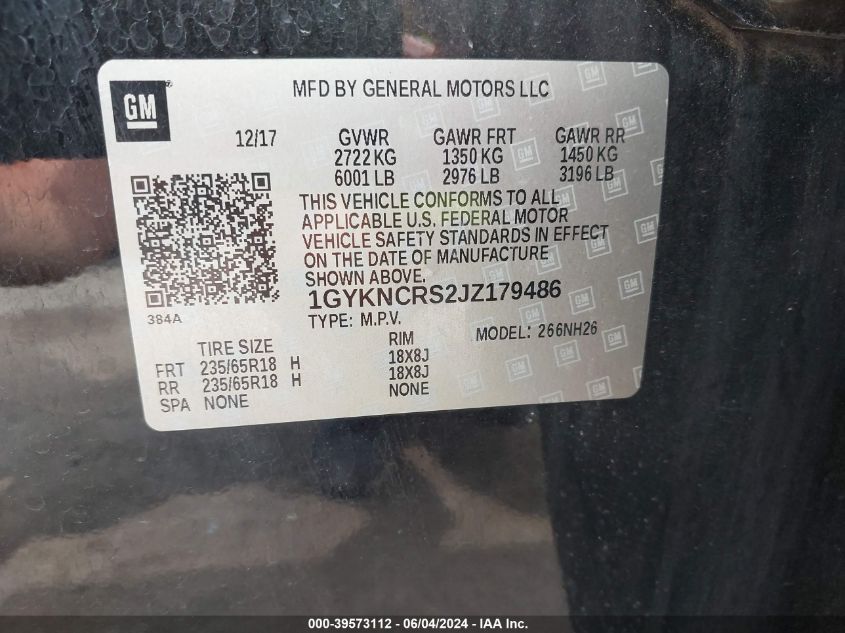 GM
MFD BY GENERAL MOTORS LLC
12/17 GVWR GAWR FRT GAWR RR
2722 KG 1350 KG 1450 KG
6001 LB 2976 LB 3196 LB
THIS VEHICLE CONFORMS TO ALL
APPLICABLE U.S. FEDERAL MOTOR
VEHICLE SAFETY STANDARDS IN EFFECT
ON THE DATE OF MANUFACTURE
SHOWN ABOVE.
1GYKNCRS2JZ179486
384A
TYPE: M.P.V. MODEL: 266NH26
TIRE SIZE RIM
FRT 235/65R18 H 18X8J
RR 235/65R18 H 18X8J
SPA NONE NONE
000-39573112 - 06/04/2024 - IAA Inc.